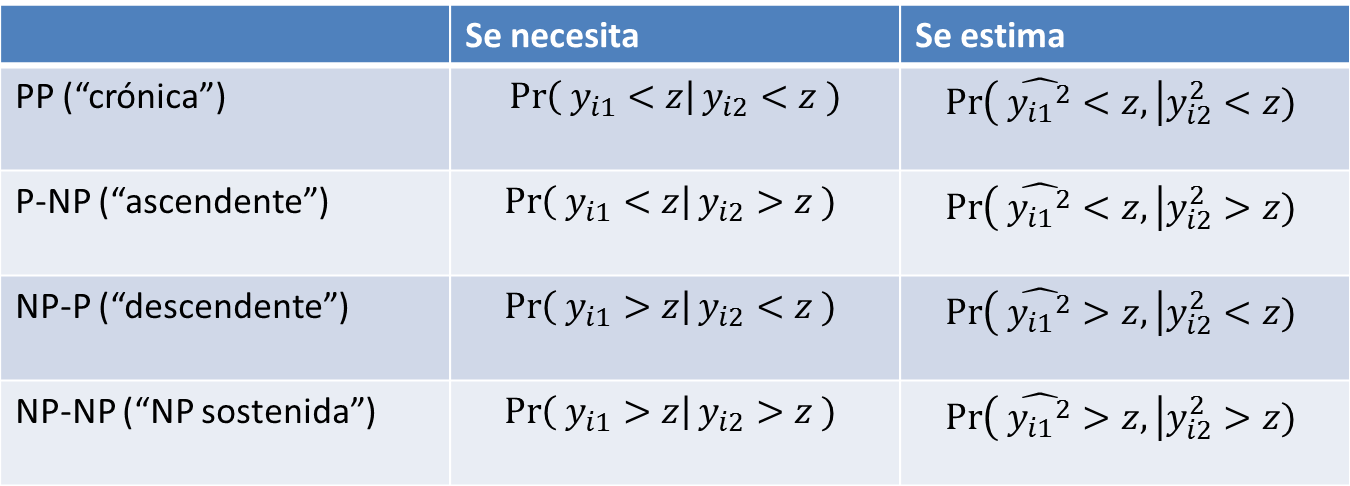 Se necesita Se estima
PP (“crónica”) Pr( y_{i1} < z| y_{i2} < z ) Pr( \widehat{y_{i1}}^2 < z, |y_{i2}^2 < z)
P-NP (“ascendente”) Pr( y_{i1} < z| y_{i2} > z ) Pr( \widehat{y_{i1}}^2 < z, |y_{i2}^2 > z)
NP-P (“descendente”) Pr( y_{i1} > z| y_{i2} < z ) Pr( \widehat{y_{i1}}^2 > z, |y_{i2}^2 < z)
NP-NP (“NP sostenida”) Pr( y_{i1} > z| y_{i2} > z ) Pr( \widehat{y_{i1}}^2 > z, |y_{i2}^2 > z)